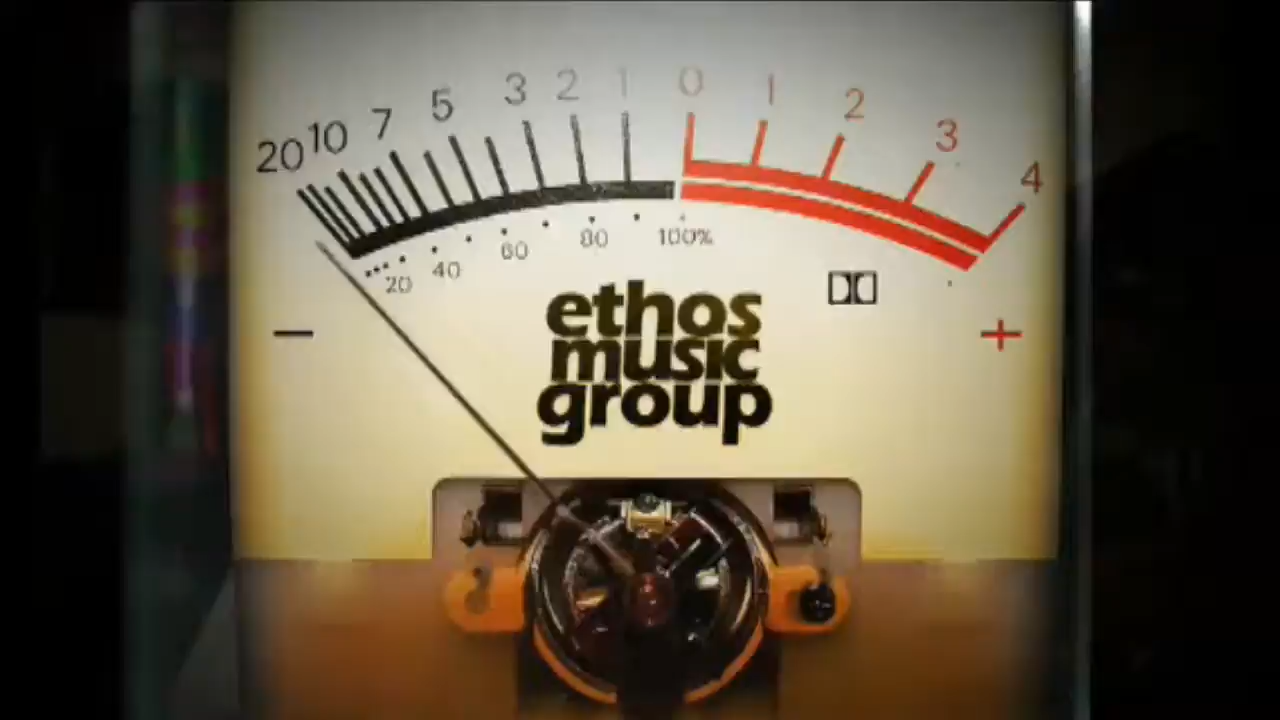 20 10 7 5 3 2 1 0 1 2 3 4
20 40 60 80 100%
− +
ethos
music
group